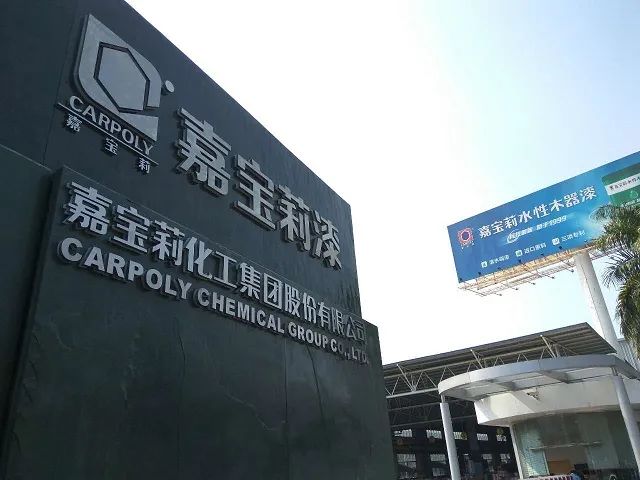 CARPOLY
嘉宝莉
嘉宝莉漆
嘉宝莉化工集团股份有限公司
CARPOLY CHEMICAL GROUP CO., LTD.
嘉宝莉水性木器漆